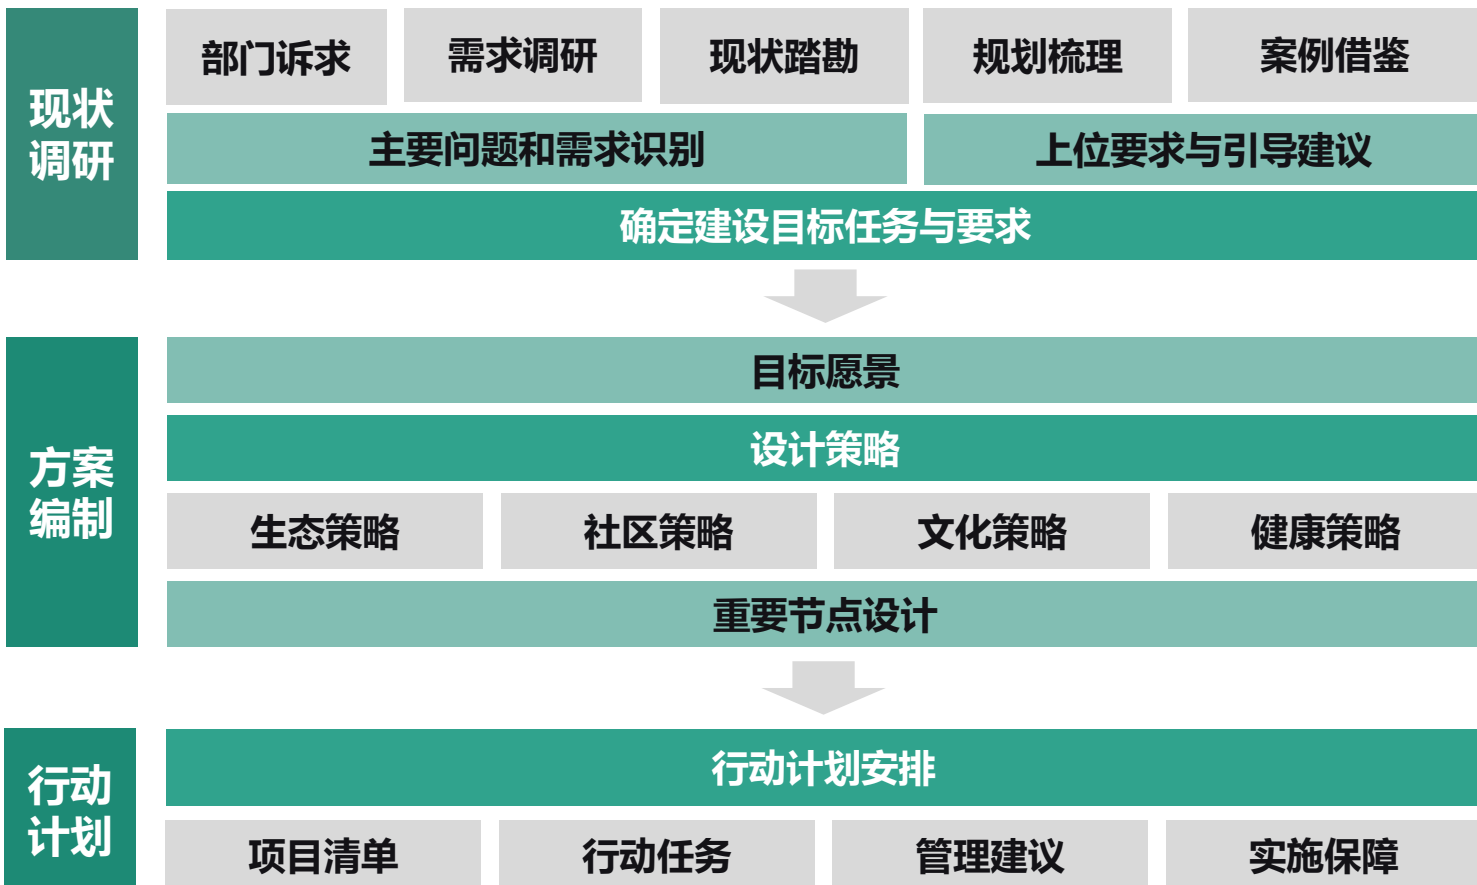 现状
调研
部门诉求
需求调研
现状踏勘
规划梳理
案例借鉴
主要问题和需求识别
上位要求与引导建议
确定建设目标任务与要求
方案
编制
目标愿景
设计策略
生态策略
社区策略
文化策略
健康策略
重要节点设计
行动
计划
行动计划安排
项目清单
行动任务
管理建议
实施保障